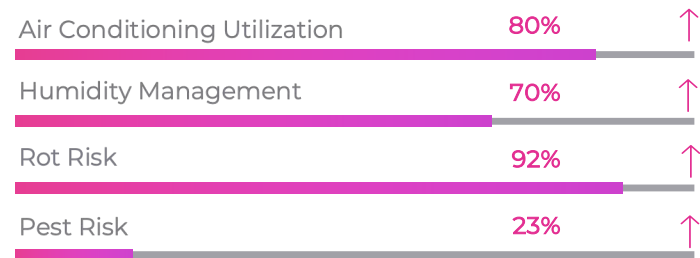 Air Conditioning Utilization 80%
Humidity Management 70%
Rot Risk 92%
Pest Risk 23%